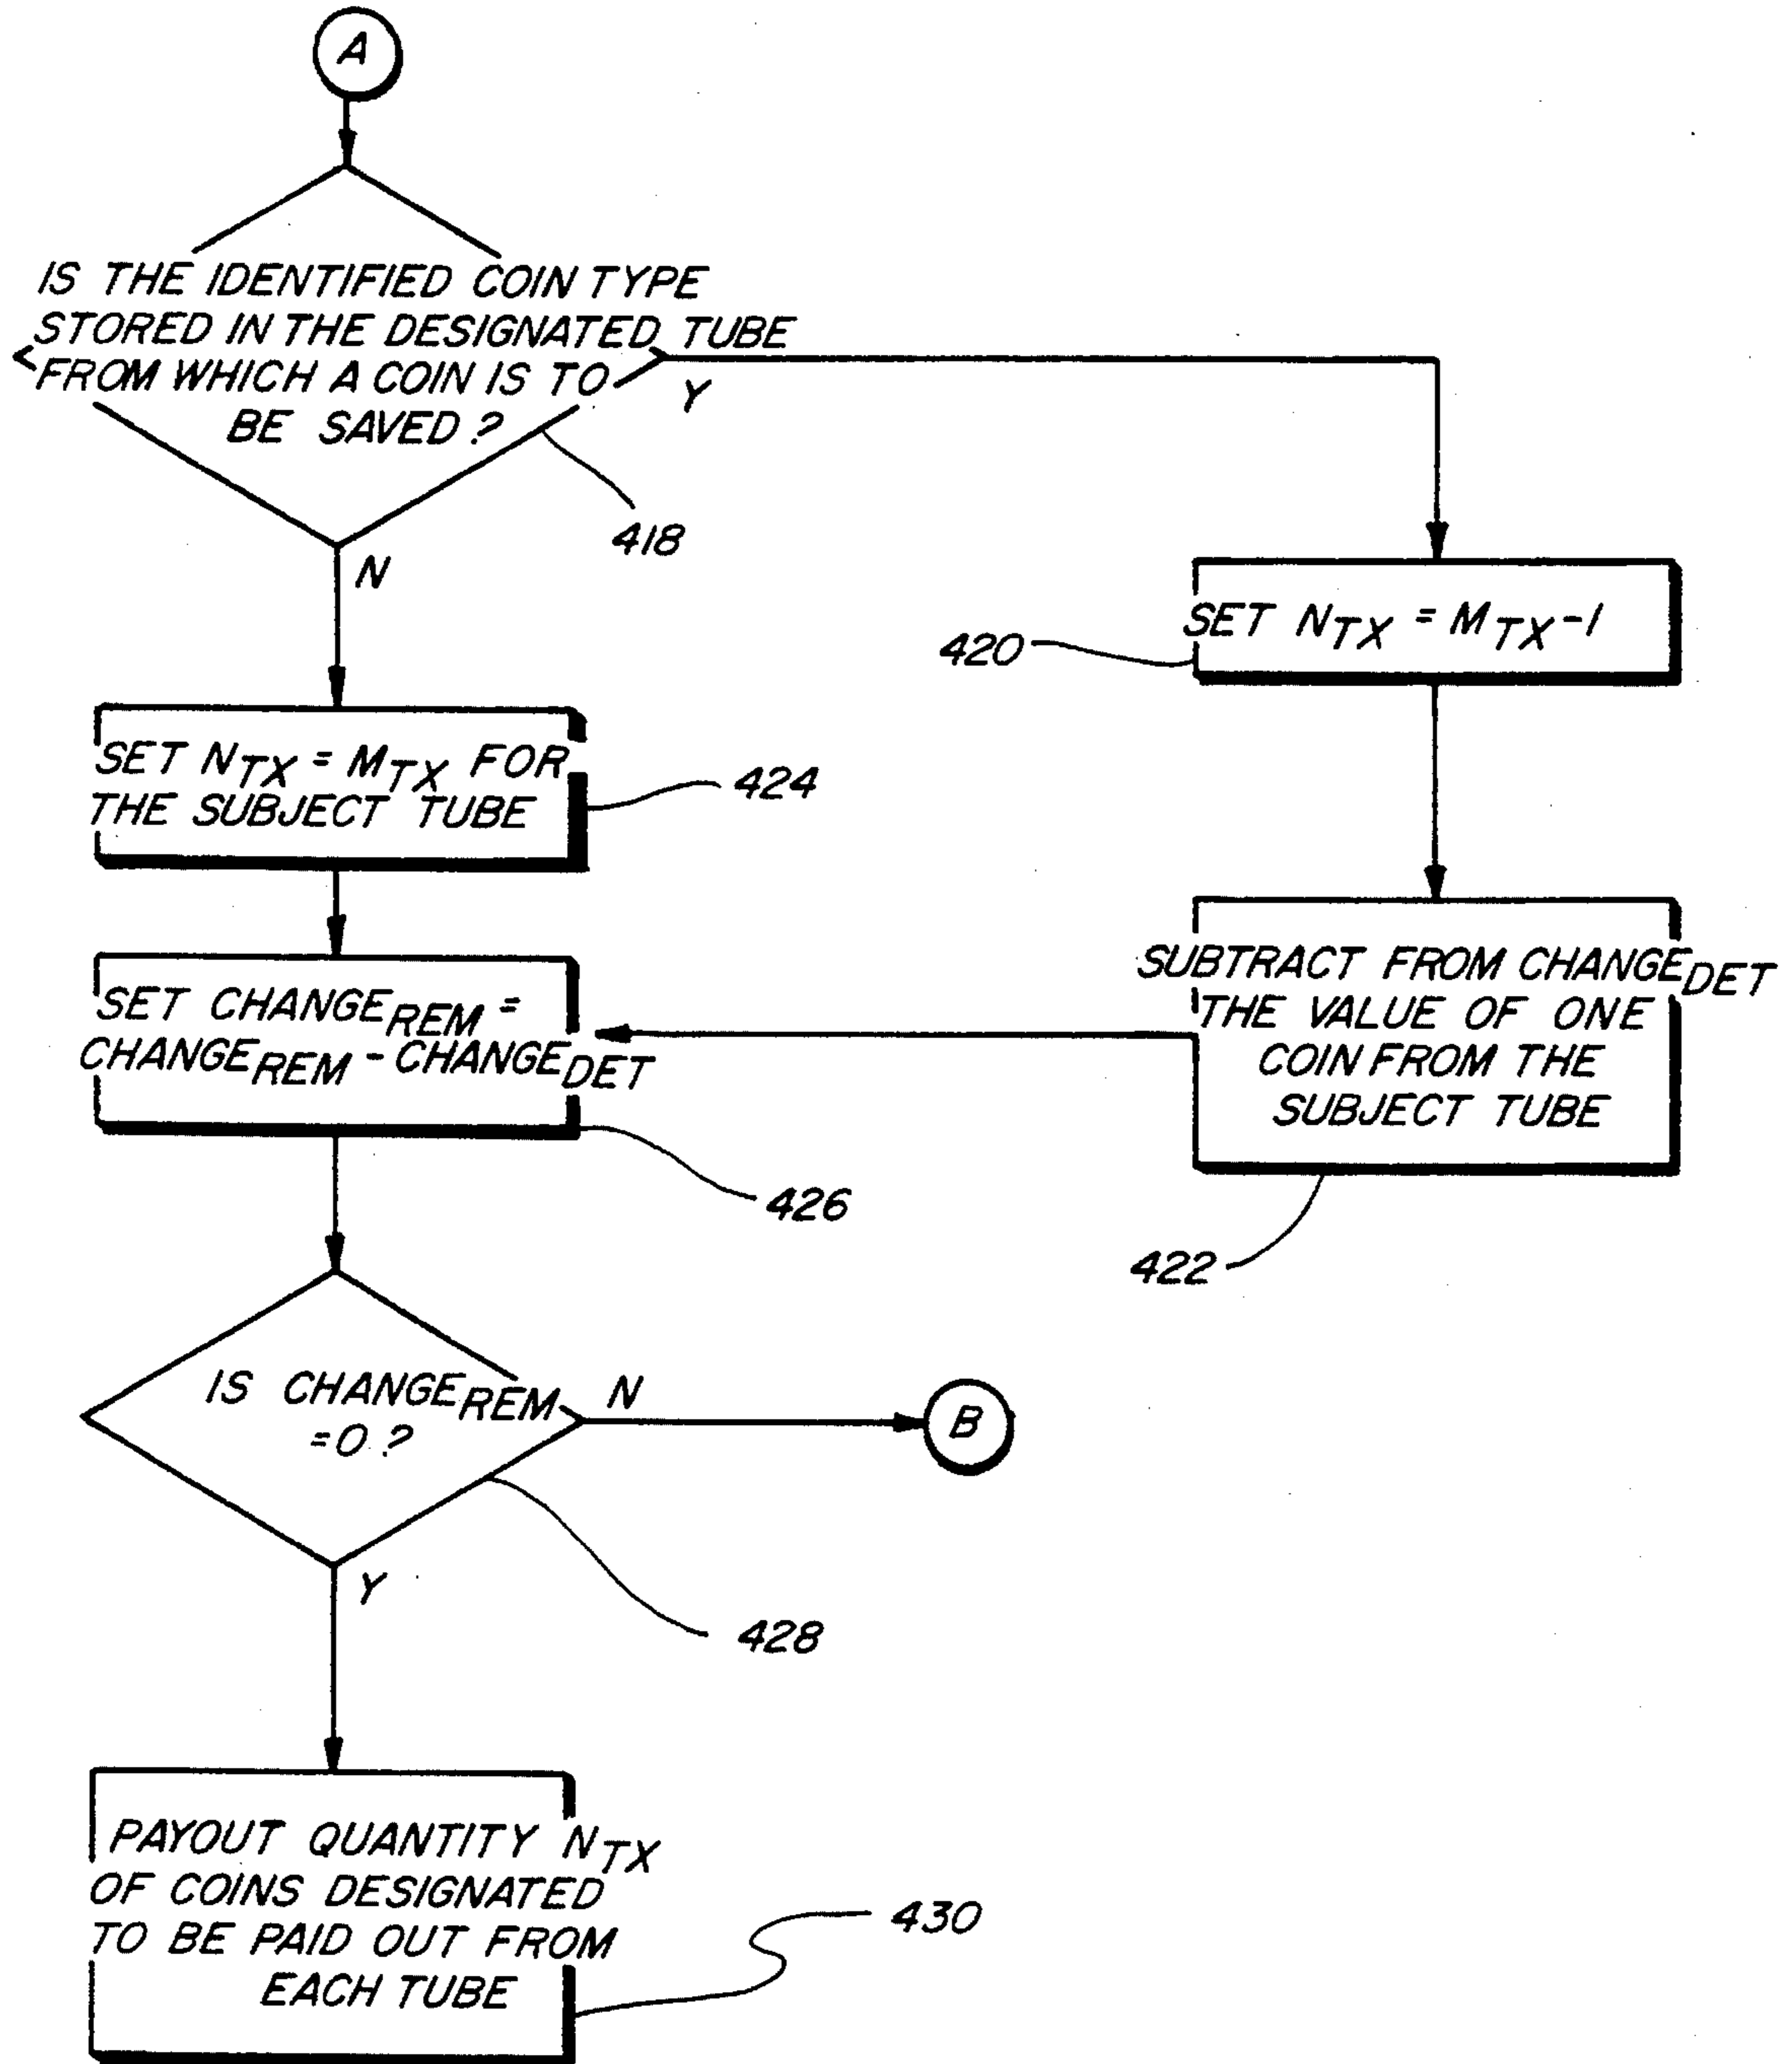 A
IS THE IDENTIFIED COIN TYPE
STORED IN THE DESIGNATED TUBE
FROM WHICH A COIN IS TO
BE SAVED?
Y
418
N
SET NTX = MTX-1
420
SET NTX = MTX FOR
THE SUBJECT TUBE
424
SUBTRACT FROM CHANGEDET
THE VALUE OF ONE
COIN FROM THE
SUBJECT TUBE
422
SET CHANGEREM =
CHANGEREM - CHANGEDET
426
IS CHANGEREM
=0?
N
B
Y
428
PAYOUT QUANTITY NTX
OF COINS DESIGNATED
TO BE PAID OUT FROM
EACH TUBE
430